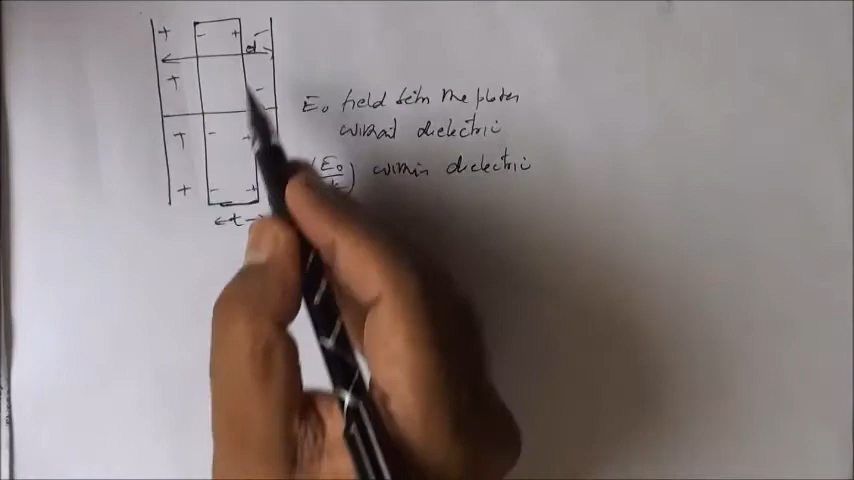 + - + -
d
+ -
E₀ field betn the plates
without dielectric
+ -
(E₀/k) within dielectric
+ - +
←t→